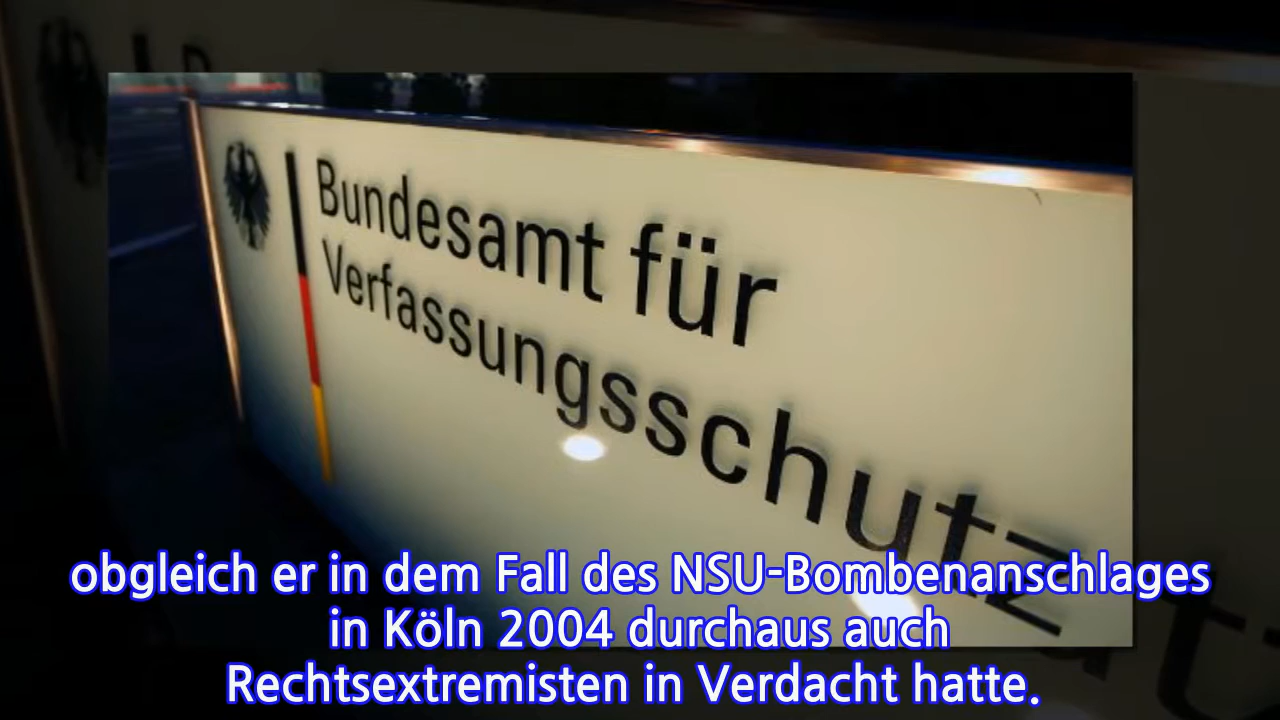 Bundesamt für
Verfassungsschutz
obgleich er in dem Fall des NSU-Bombenanschlages
in Köln 2004 durchaus auch
Rechtsextremisten in Verdacht hatte.